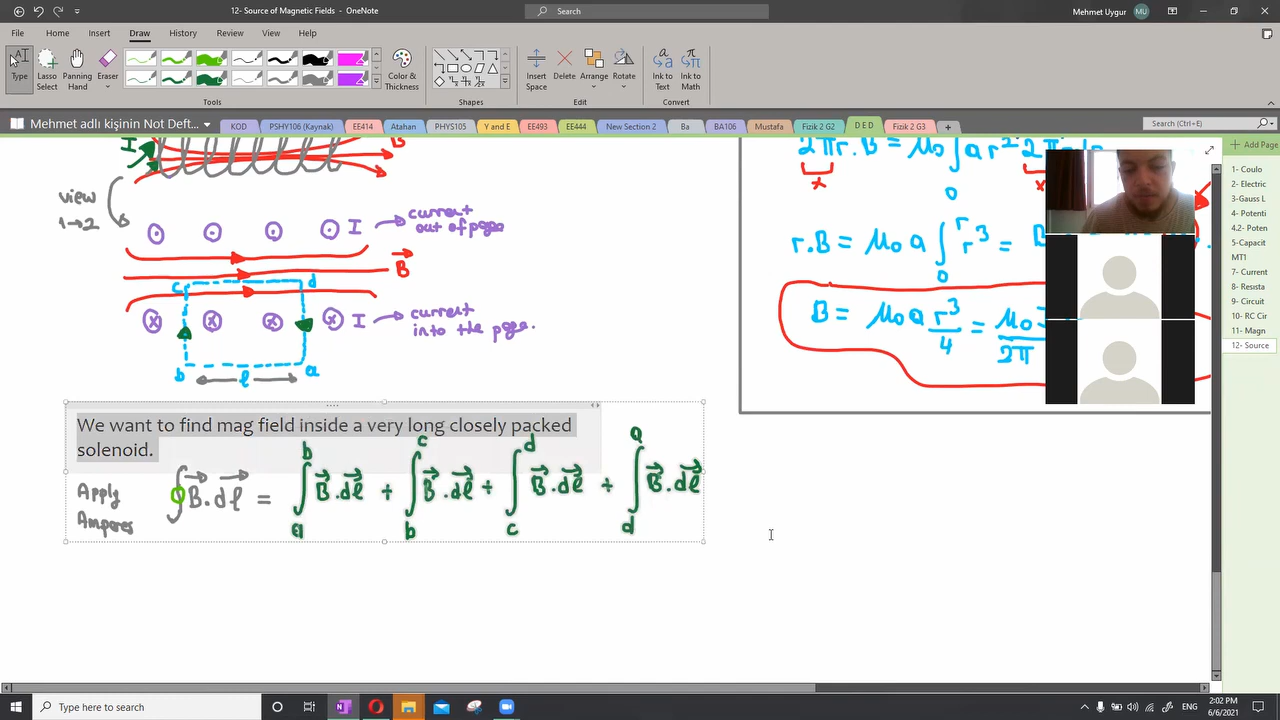 12- Source of Magnetic Fields - OneNote
Search
Mehmet Uygur
MU
File Home Insert Draw History Review View Help
Type
Lasso Select
Panning Hand
Eraser
Color & Thickness
Insert Space
Delete
Arrange
Rotate
Ink to Text
Ink to Math
Tools
Shapes
Edit
Convert
Mehmet adlı kişinin Not Deft...
KOD PSHY106 (Kaynak) EE414 Atahan PHYS105 Y and E EE493 EE444 New Section 2 Ba BA106 Mustafa Fizik 2 G2 D E D Fizik 2 G3 +
Search (Ctrl+E)
Add Page
1- Coulo
2- Electric
3-Gauss L
4- Potenti
4.2- Poten
5-Capacit
MT1
7- Current
8- Resista
9- Circuit
10- RC Cir
11- Magn
12- Source
I
B
view
1→2
I → current out of page
B
c d
I → current into the page.
b ← l → a
2πr.B = μ₀ ∫ a r² 2π
0
r.B = μ₀ a ∫ r³ =
r
0
B = μ₀ a r³/4 = μ₀/2π
We want to find mag field inside a very long closely packed
solenoid.
Apply
Amperes
∮ B⃗.dℓ⃗ = ∫ₐᵇ B⃗.dℓ⃗ + ∫_b^c B⃗.dℓ⃗ + ∫_c^d B⃗.dℓ⃗ + ∫_d^a B⃗.dℓ⃗
Type here to search
ENG
2:02 PM
6/6/2021